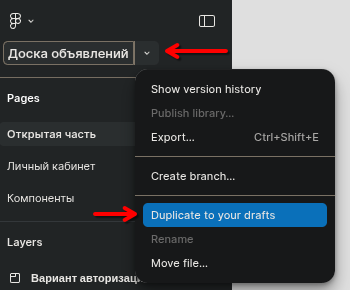 Доска объявлений
Pages
Открытая часть
Личный кабинет
Компоненты
Layers
Вариант авторизац
Show version history
Publish library...
Export... Ctrl+Shift+E
Create branch...
Duplicate to your drafts
Rename
Move file...